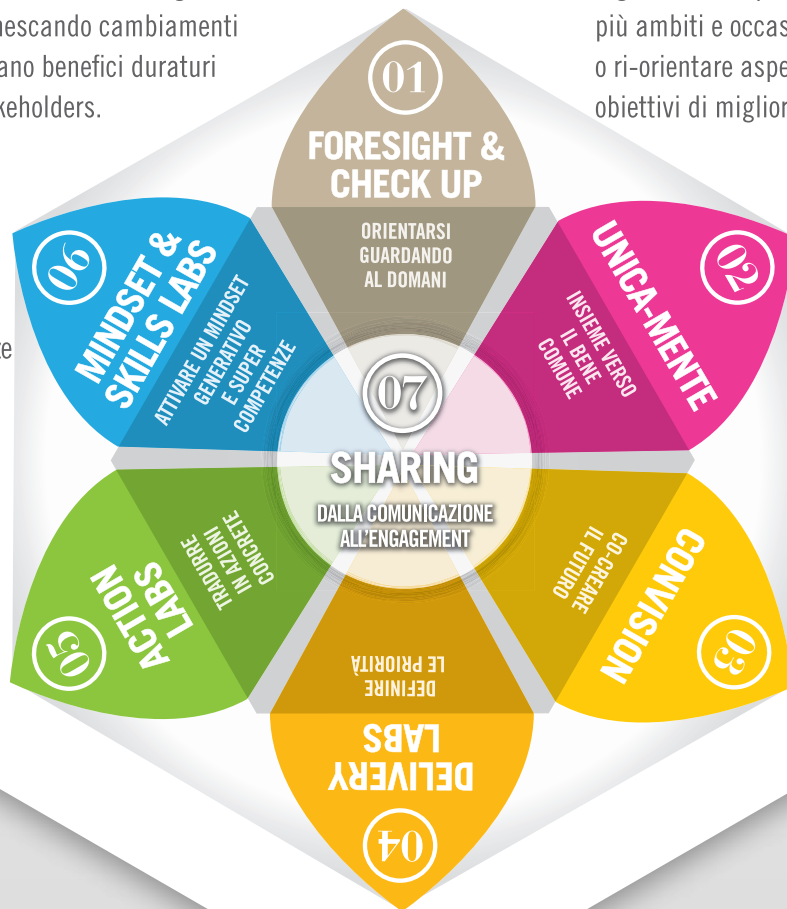 più ambiti e occas
o ri-orientare aspe
obiettivi di miglior
nescando cambiamenti
ano benefici duraturi
keholders.
te
01
FORESIGHT &
CHECK UP
ORIENTARSI
GUARDANDO
AL DOMANI
02
UNICA-MENTE
INSIEME VERSO
IL BENE
COMUNE
03
CONVISION
CO-CREARE
IL FUTURO
04
DELIVERY
LABS
DEFINIRE
LE PRIORITÀ
05
ACTION
LABS
TRADURRE
IN AZIONI
CONCRETE
06
MINDSET &
SKILLS LABS
ATTIVARE UN MINDSET
GENERATIVO
E SUPER
COMPETENZE
07
SHARING
DALLA COMUNICAZIONE
ALL'ENGAGEMENT